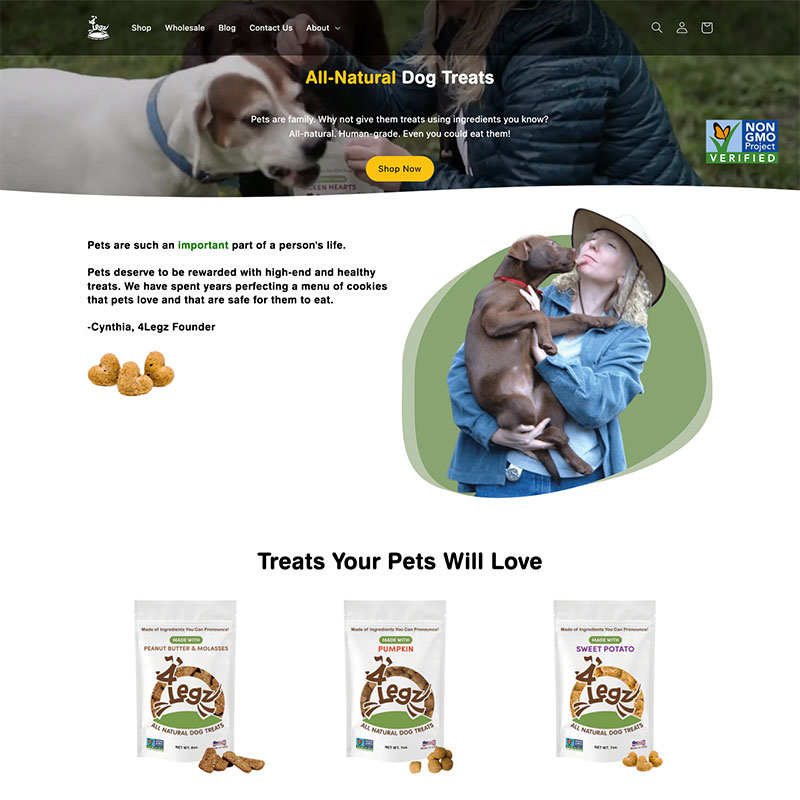 4Legz
Shop Wholesale Blog Contact Us About
All-Natural Dog Treats
Pets are family. Why not give them treats using ingredients you know?
All-natural. Human-grade. Even you could eat them!
Shop Now
NON
GMO
Project
VERIFIED
HEARTS
Pets are such an important part of a person's life.
Pets deserve to be rewarded with high-end and healthy
treats. We have spent years perfecting a menu of cookies
that pets love and that are safe for them to eat.
-Cynthia, 4Legz Founder
Treats Your Pets Will Love
Made of Ingredients You Can Pronounce!
MADE WITH
PEANUT BUTTER & MOLASSES
4Legz
ALL NATURAL DOG TREATS
NET WT. 8oz.
Made of Ingredients You Can Pronounce!
MADE WITH
PUMPKIN
4Legz
ALL NATURAL DOG TREATS
NET WT. 7oz.
Made of Ingredients You Can Pronounce!
MADE WITH
SWEET POTATO
4Legz
ALL NATURAL DOG TREATS
NET WT. 7oz.